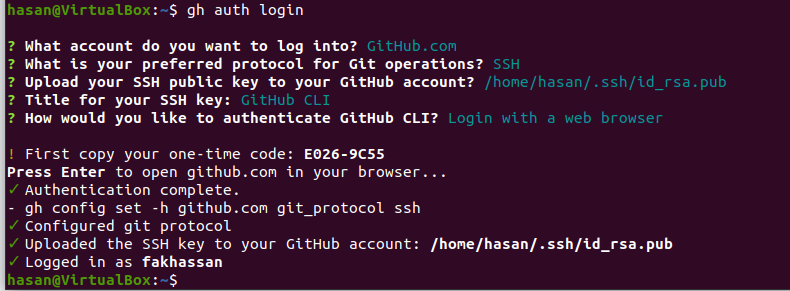 hasan@VirtualBox:~$ gh auth login
? What account do you want to log into? GitHub.com
? What is your preferred protocol for Git operations? SSH
? Upload your SSH public key to your GitHub account? /home/hasan/.ssh/id_rsa.pub
? Title for your SSH key: GitHub CLI
? How would you like to authenticate GitHub CLI? Login with a web browser
! First copy your one-time code: E026-9C55
Press Enter to open github.com in your browser...
✓ Authentication complete.
- gh config set -h github.com git_protocol ssh
✓ Configured git protocol
✓ Uploaded the SSH key to your GitHub account: /home/hasan/.ssh/id_rsa.pub
✓ Logged in as fakhassan
hasan@VirtualBox:~$